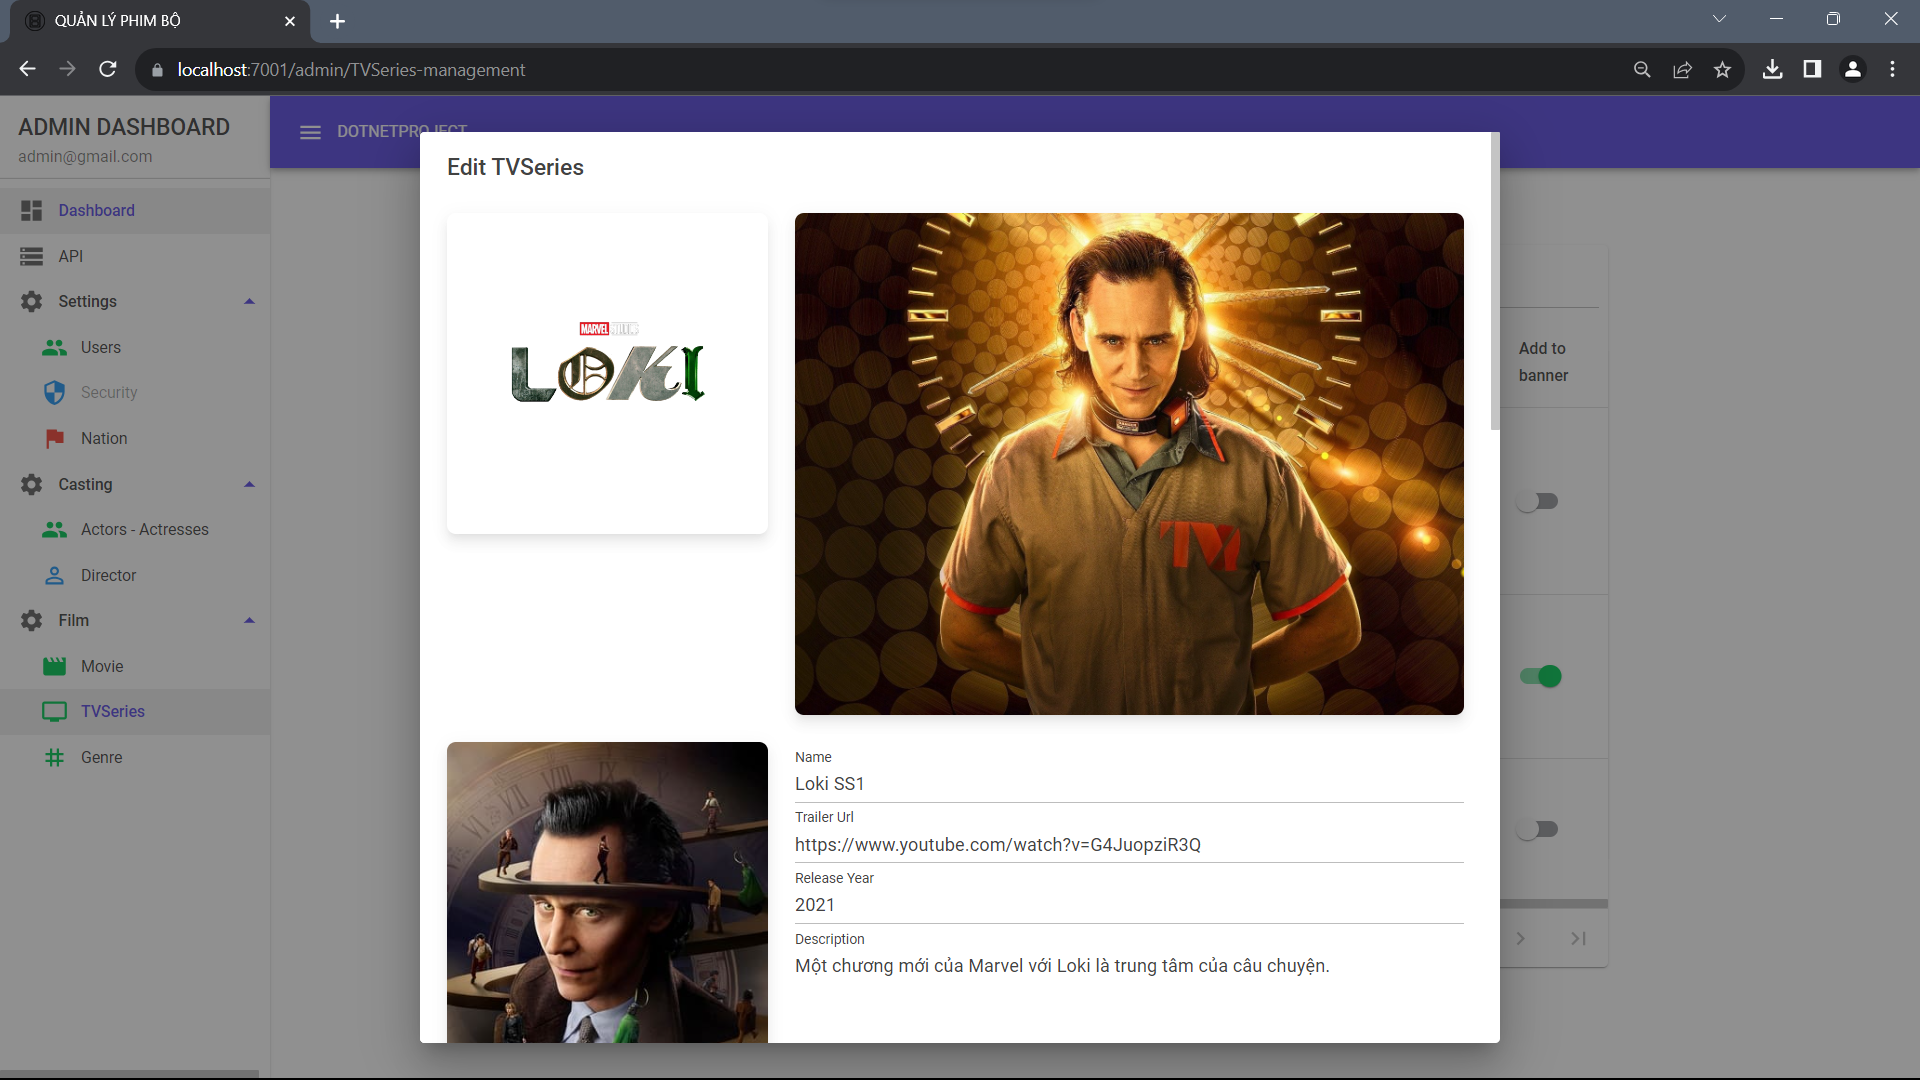 QUẢN LÝ PHIM BỘ
localhost:7001/admin/TVSeries-management
ADMIN DASHBOARD
admin@gmail.com
DOTNETPROJECT
Dashboard
API
Settings
Users
Security
Nation
Casting
Actors - Actresses
Director
Film
Movie
TVSeries
Genre
Edit TVSeries
MARVEL STUDIOS
LOKI
TVA
Name
Loki SS1
Trailer Url
https://www.youtube.com/watch?v=G4JuopziR3Q
Release Year
2021
Description
Một chương mới của Marvel với Loki là trung tâm của câu chuyện.
Add to
banner